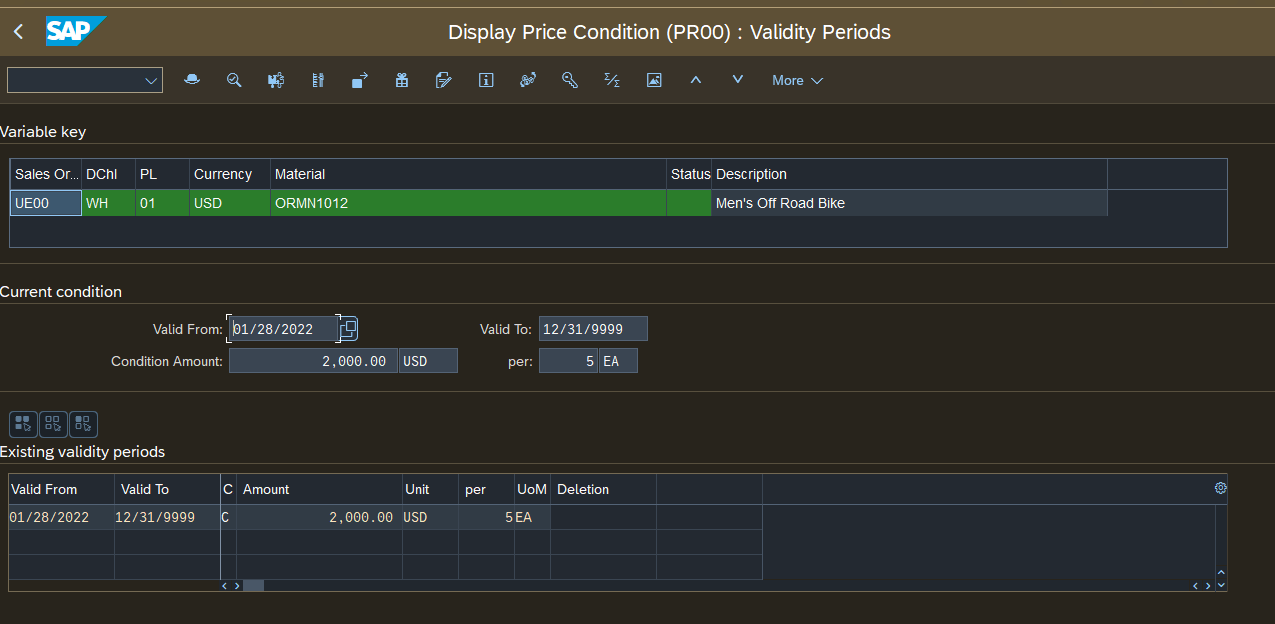 SAP Display Price Condition (PR00) : Validity Periods
More
Variable key
Sales Or... DChl PL Currency Material Status Description
UE00 WH 01 USD ORMN1012 Men's Off Road Bike
Current condition
Valid From: 01/28/2022 Valid To: 12/31/9999
Condition Amount: 2,000.00 USD per: 5 EA
Existing validity periods
Valid From Valid To C Amount Unit per UoM Deletion
01/28/2022 12/31/9999 C 2,000.00 USD 5 EA